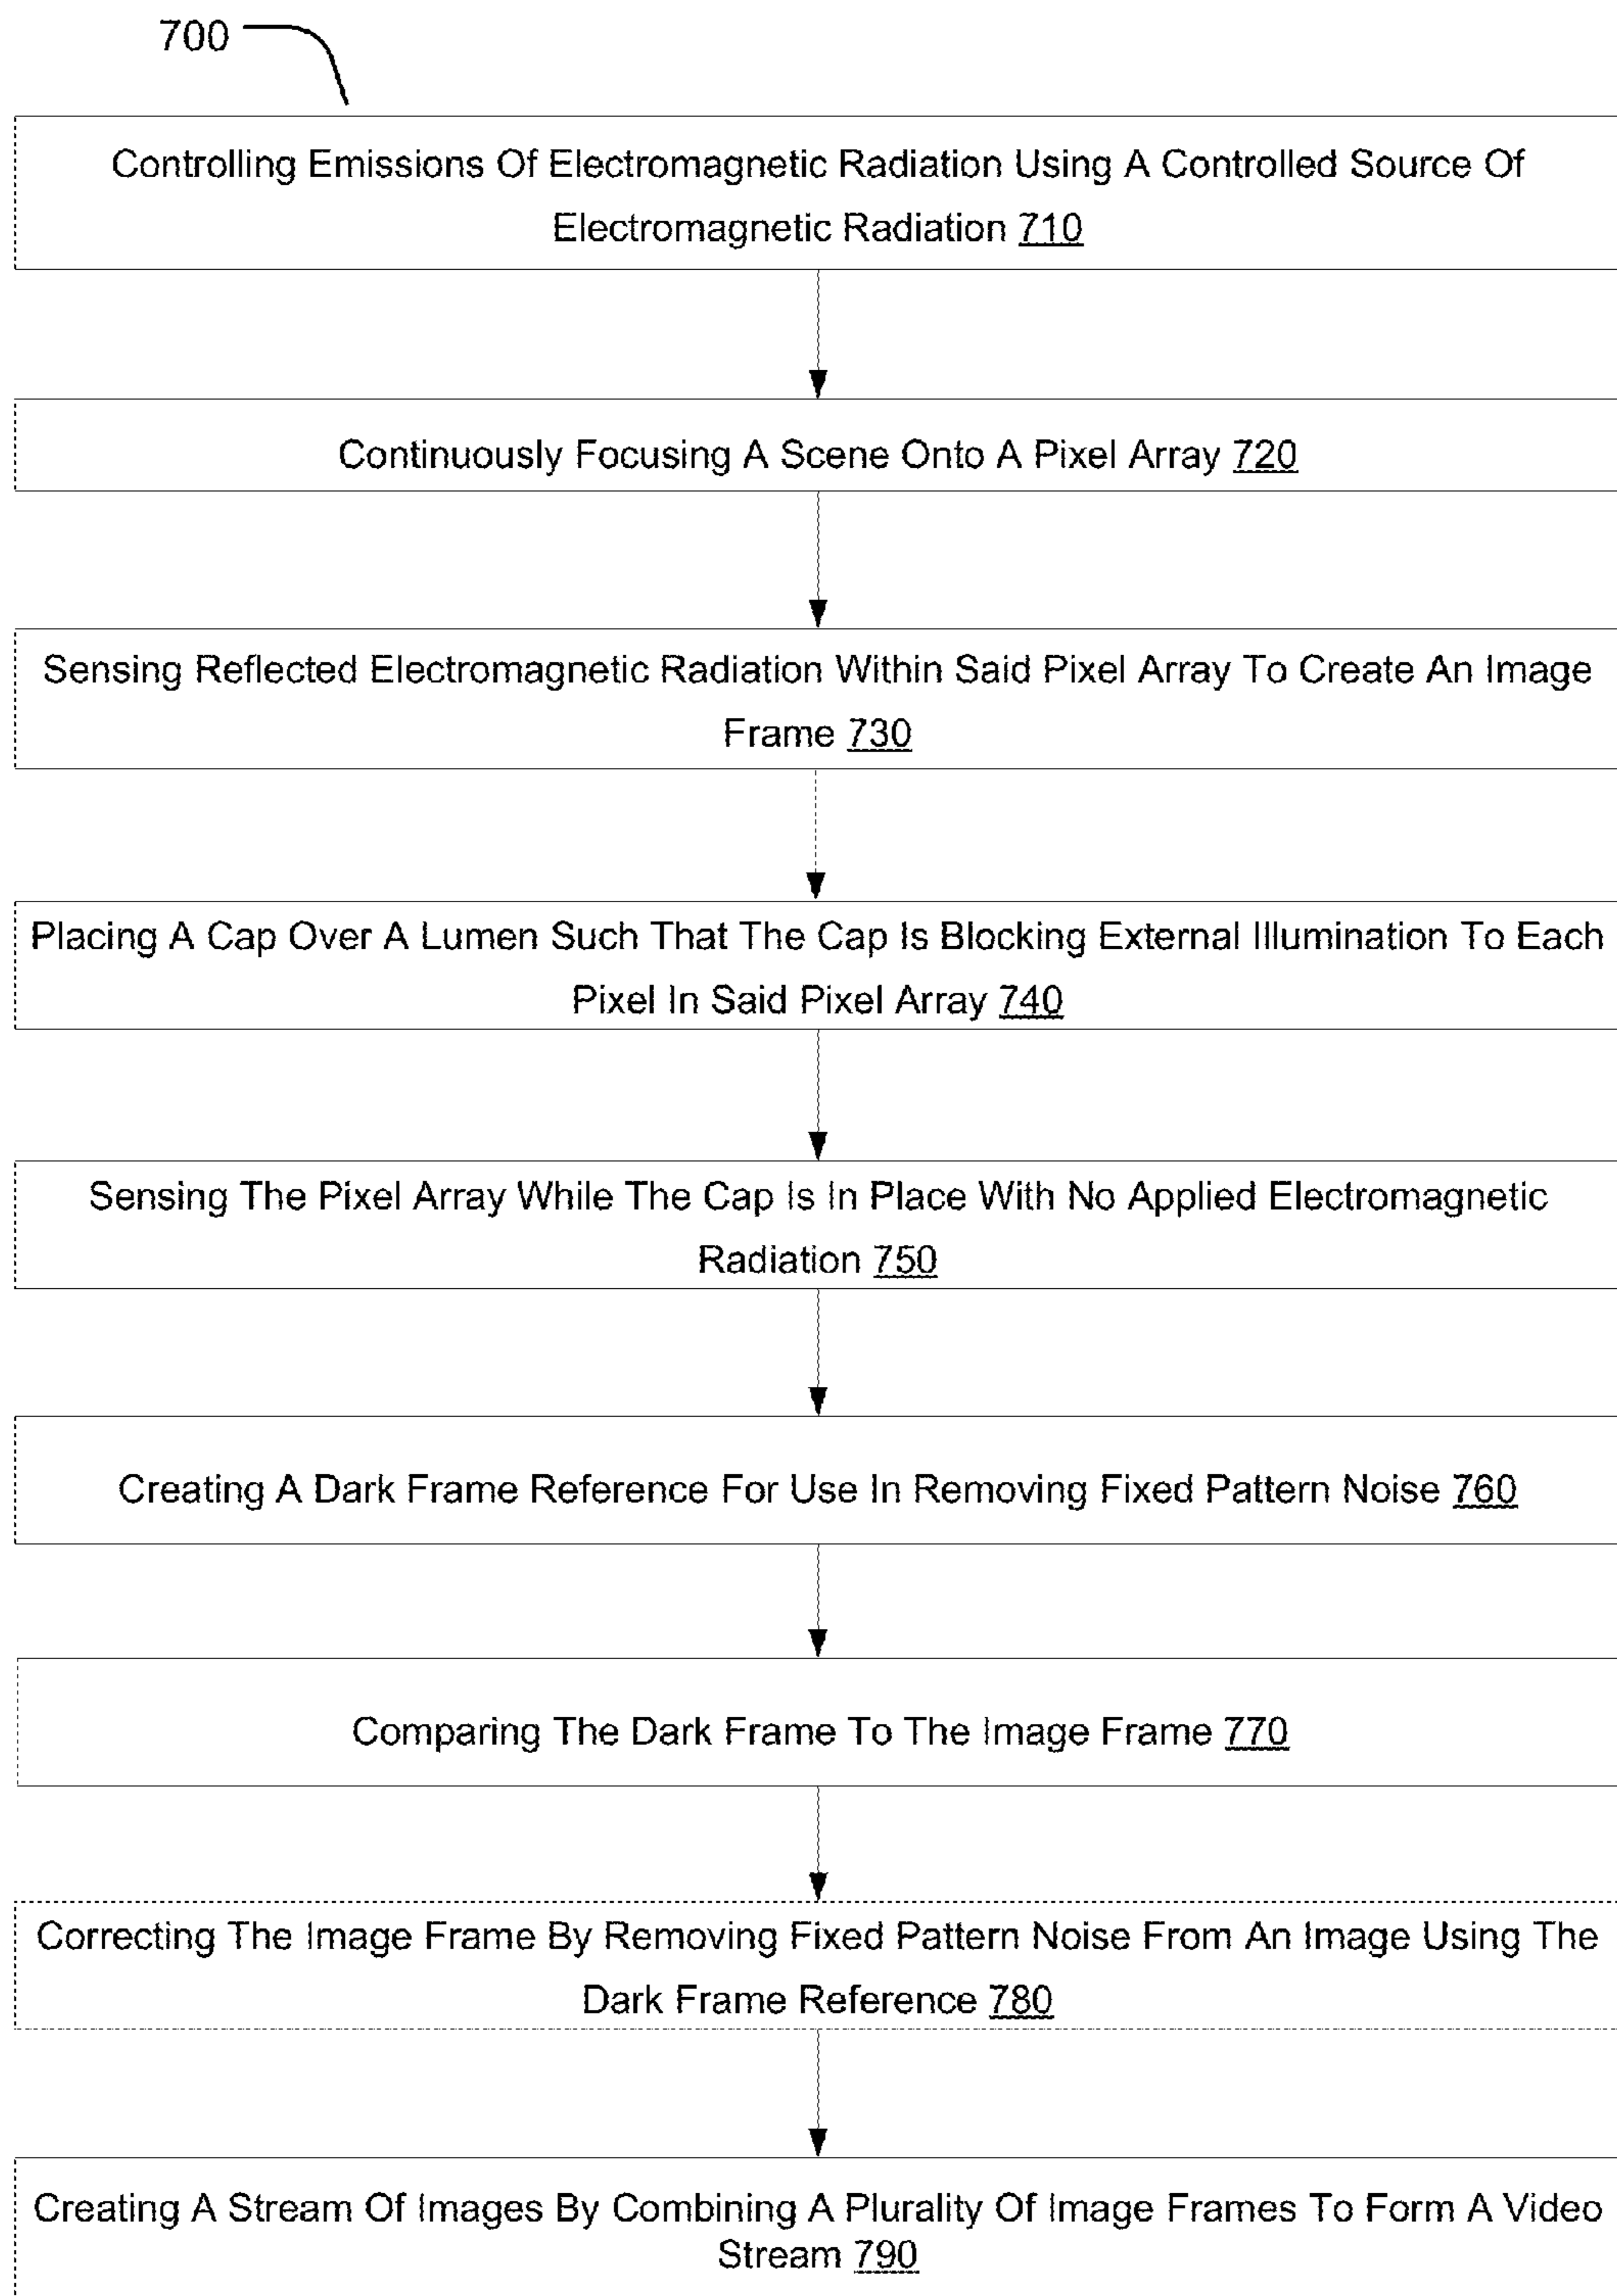 700
Controlling Emissions Of Electromagnetic Radiation Using A Controlled Source Of
Electromagnetic Radiation 710
Continuously Focusing A Scene Onto A Pixel Array 720
Sensing Reflected Electromagnetic Radiation Within Said Pixel Array To Create An Image
Frame 730
Placing A Cap Over A Lumen Such That The Cap Is Blocking External Illumination To Each
Pixel In Said Pixel Array 740
Sensing The Pixel Array While The Cap Is In Place With No Applied Electromagnetic
Radiation 750
Creating A Dark Frame Reference For Use In Removing Fixed Pattern Noise 760
Comparing The Dark Frame To The Image Frame 770
Correcting The Image Frame By Removing Fixed Pattern Noise From An Image Using The
Dark Frame Reference 780
Creating A Stream Of Images By Combining A Plurality Of Image Frames To Form A Video
Stream 790